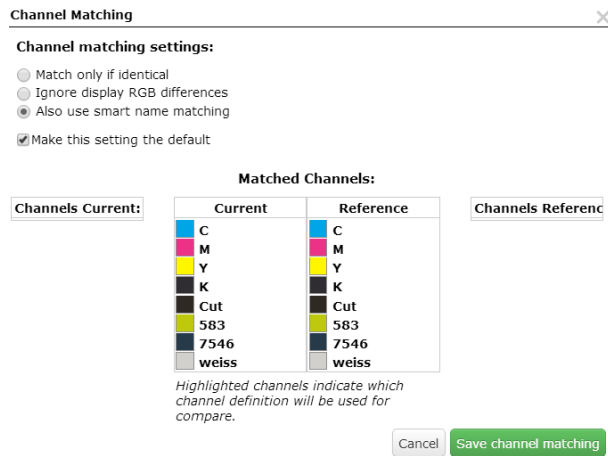 Channel Matching
Channel matching settings:
Match only if identical
Ignore display RGB differences
Also use smart name matching
Make this setting the default
Matched Channels:
Channels Current:
Current Reference
Channels Referenc
C C
M M
Y Y
K K
Cut Cut
583 583
7546 7546
weiss weiss
Highlighted channels indicate which
channel definition will be used for
compare.
Cancel Save channel matching